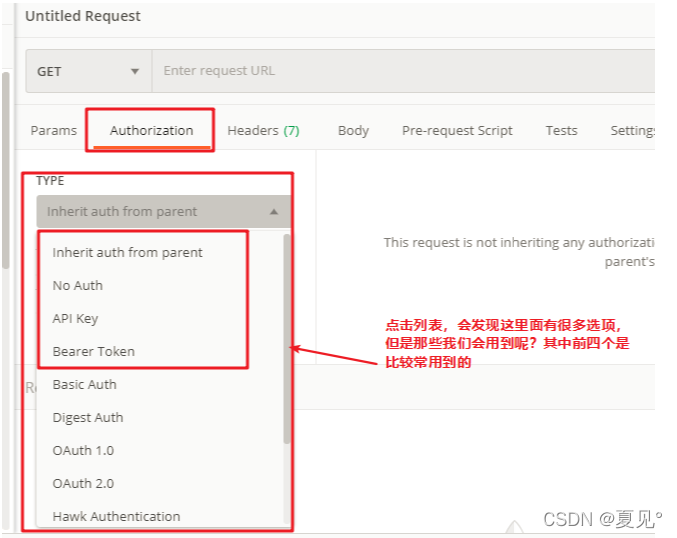 Untitled Request
GET
Enter request URL
Params
Authorization
Headers (7)
Body
Pre-request Script
Tests
Settings
TYPE
Inherit auth from parent
Inherit auth from parent
No Auth
API Key
Bearer Token
Basic Auth
Digest Auth
OAuth 1.0
OAuth 2.0
Hawk Authentication
This request is not inheriting any authorizati
parent's
点击列表，会发现这里面有很多选项，
但是那些我们会用到呢？其中前四个是
比较常用到的
Re
CSDN @夏见°